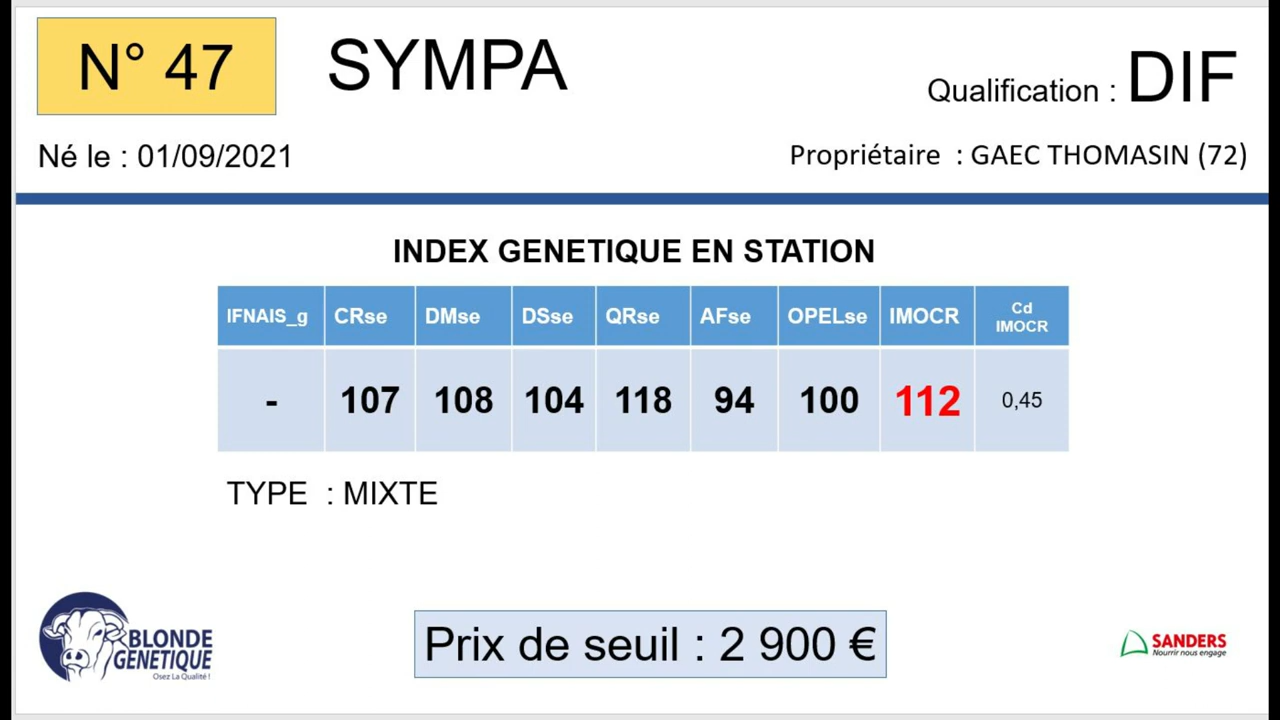 N° 47
SYMPA
Qualification : DIF
Né le : 01/09/2021
Propriétaire : GAEC THOMASIN (72)
INDEX GENETIQUE EN STATION
IFNAIS_g CRse DMse DSse QRse AFse OPELse IMOCR Cd IMOCR
- 107 108 104 118 94 100 112 0,45
TYPE : MIXTE
BLONDE
GENETIQUE
Osez La Qualité !
Prix de seuil : 2 900 €
SANDERS
Nourrir nous engage